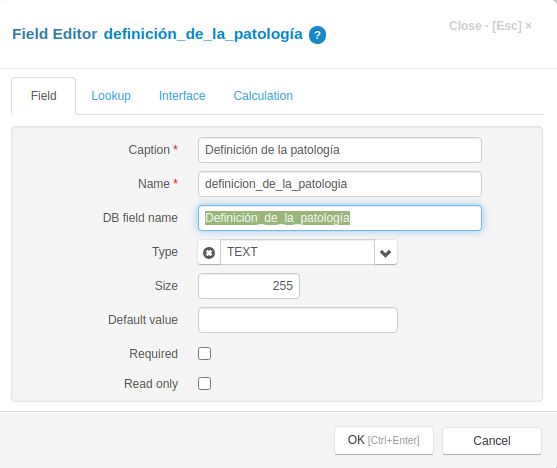 Field Editor definición_de_la_patología ?
Close - [Esc] ×
Field Lookup Interface Calculation
Caption * Definición de la patología
Name * definicion_de_la_patologia
DB field name Definición_de_la_patología
Type TEXT
Size 255
Default value
Required
Read only
OK [Ctrl+Enter] Cancel